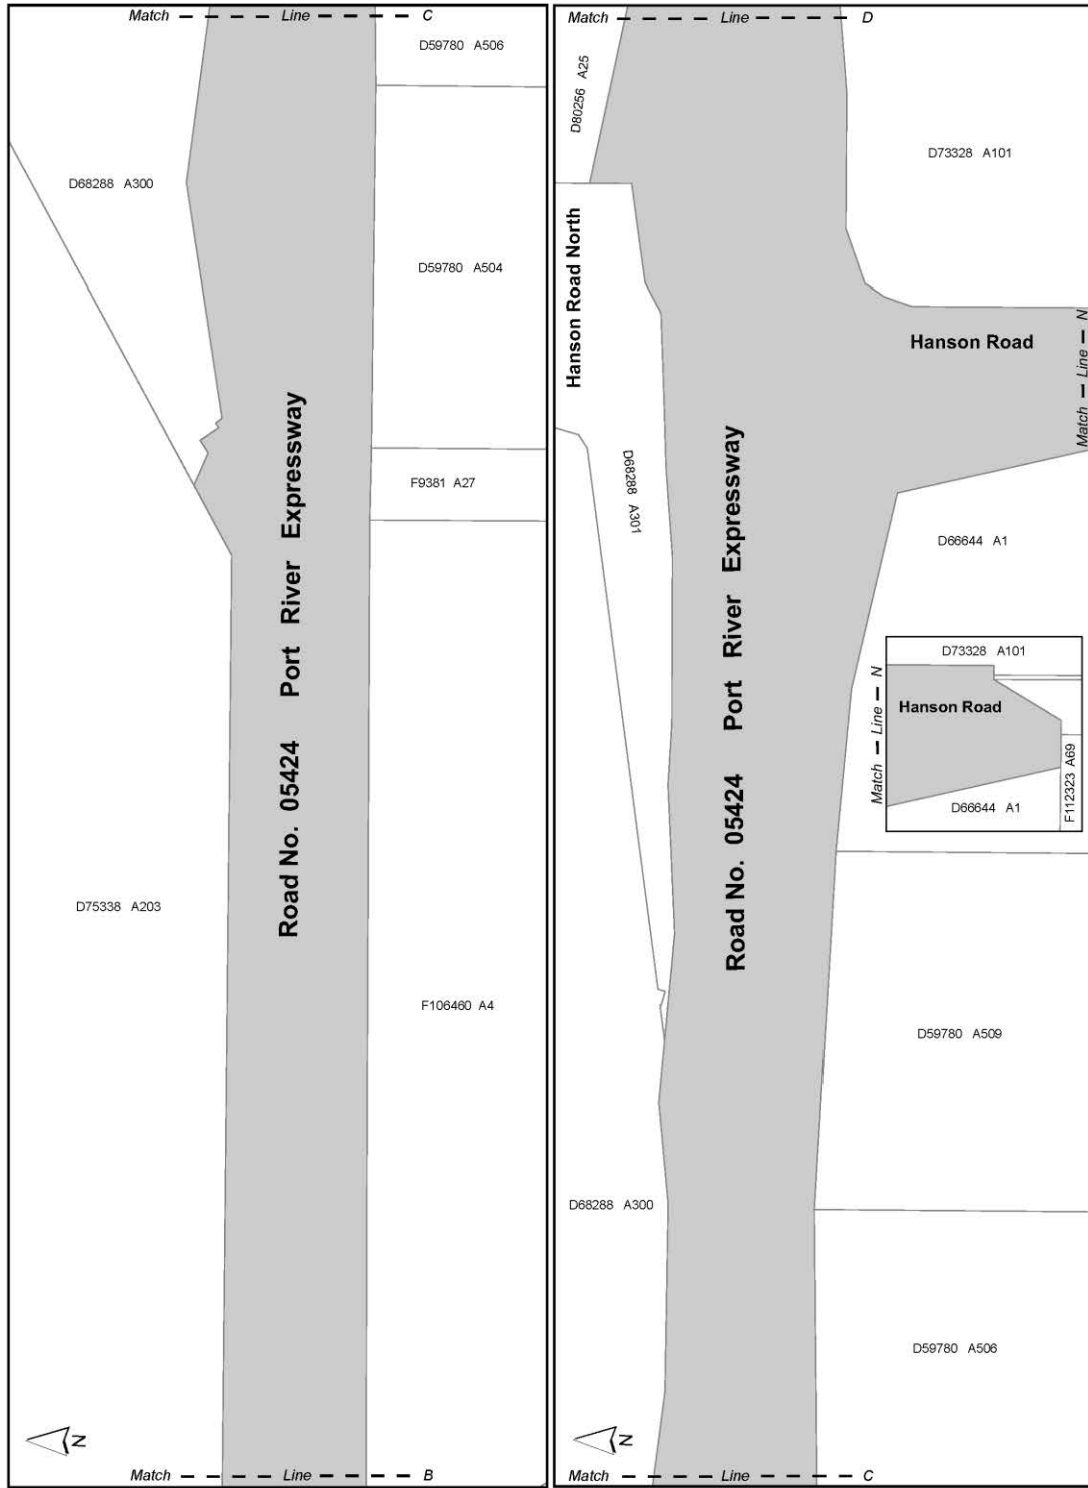 Match Line C
D59780 A506
D68288 A300
D59780 A504
F9381 A27
Road No. 05424 Port River Expressway
D75338 A203
F106460 A4
N
Match Line B
Match Line D
D80256 A25
D73328 A101
Hanson Road North
Hanson Road
Match Line N
D68288 A301
D66644 A1
Road No. 05424 Port River Expressway
D73328 A101
Match Line N
Hanson Road
F112323 A69
D66644 A1
D59780 A509
D68288 A300
D59780 A506
N
Match Line C